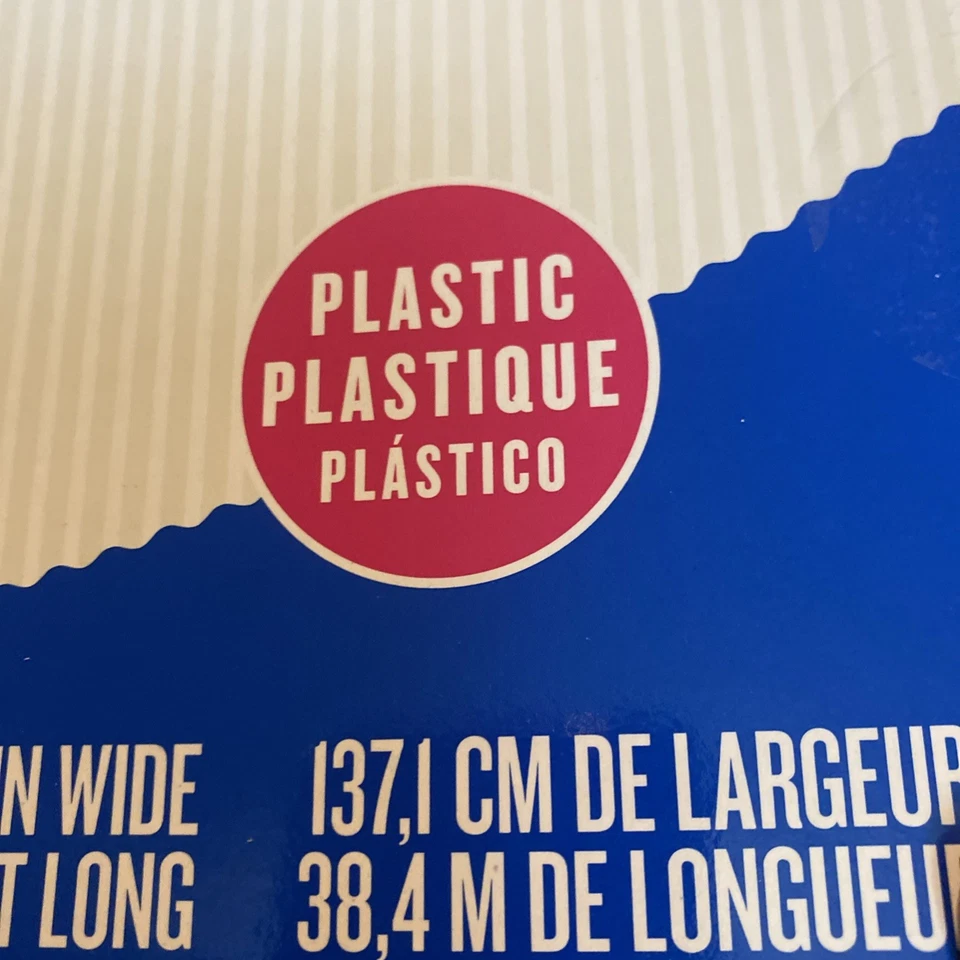 PLASTIC
PLASTIQUE
PLÁSTICO
IN WIDE
137,1 CM DE LARGEUR
T LONG
38,4 M DE LONGUEU